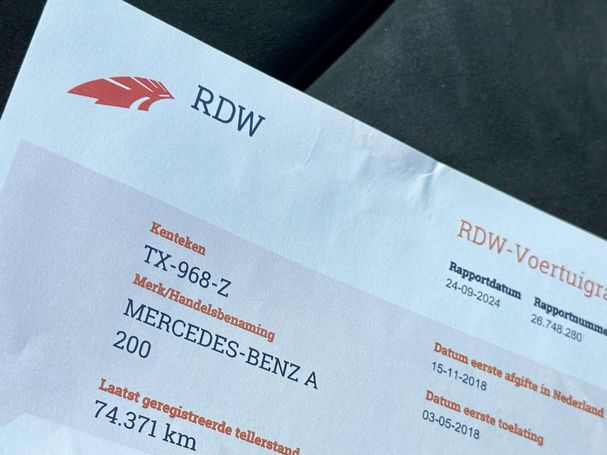 RDW
RDW-Voertuigra
Kenteken
TX-968-Z
Merk/Handelsbenaming
MERCEDES-BENZ A
200
Laatst geregistreerde tellerstand
74.371 km
Rapportdatum
24-09-2024
Rapportnumme
26.748.280
Datum eerste afgifte in Nederland
15-11-2018
Datum eerste toelating
03-05-2018